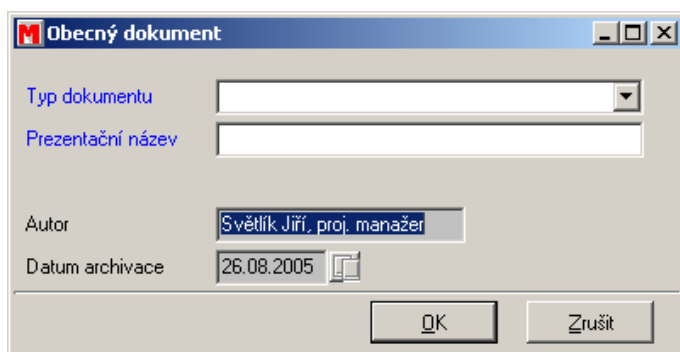 Obecný dokument
Typ dokumentu
Prezentační název
Autor Světlík Jiří, proj. manažer
Datum archivace 26.08.2005
OK Zrušit